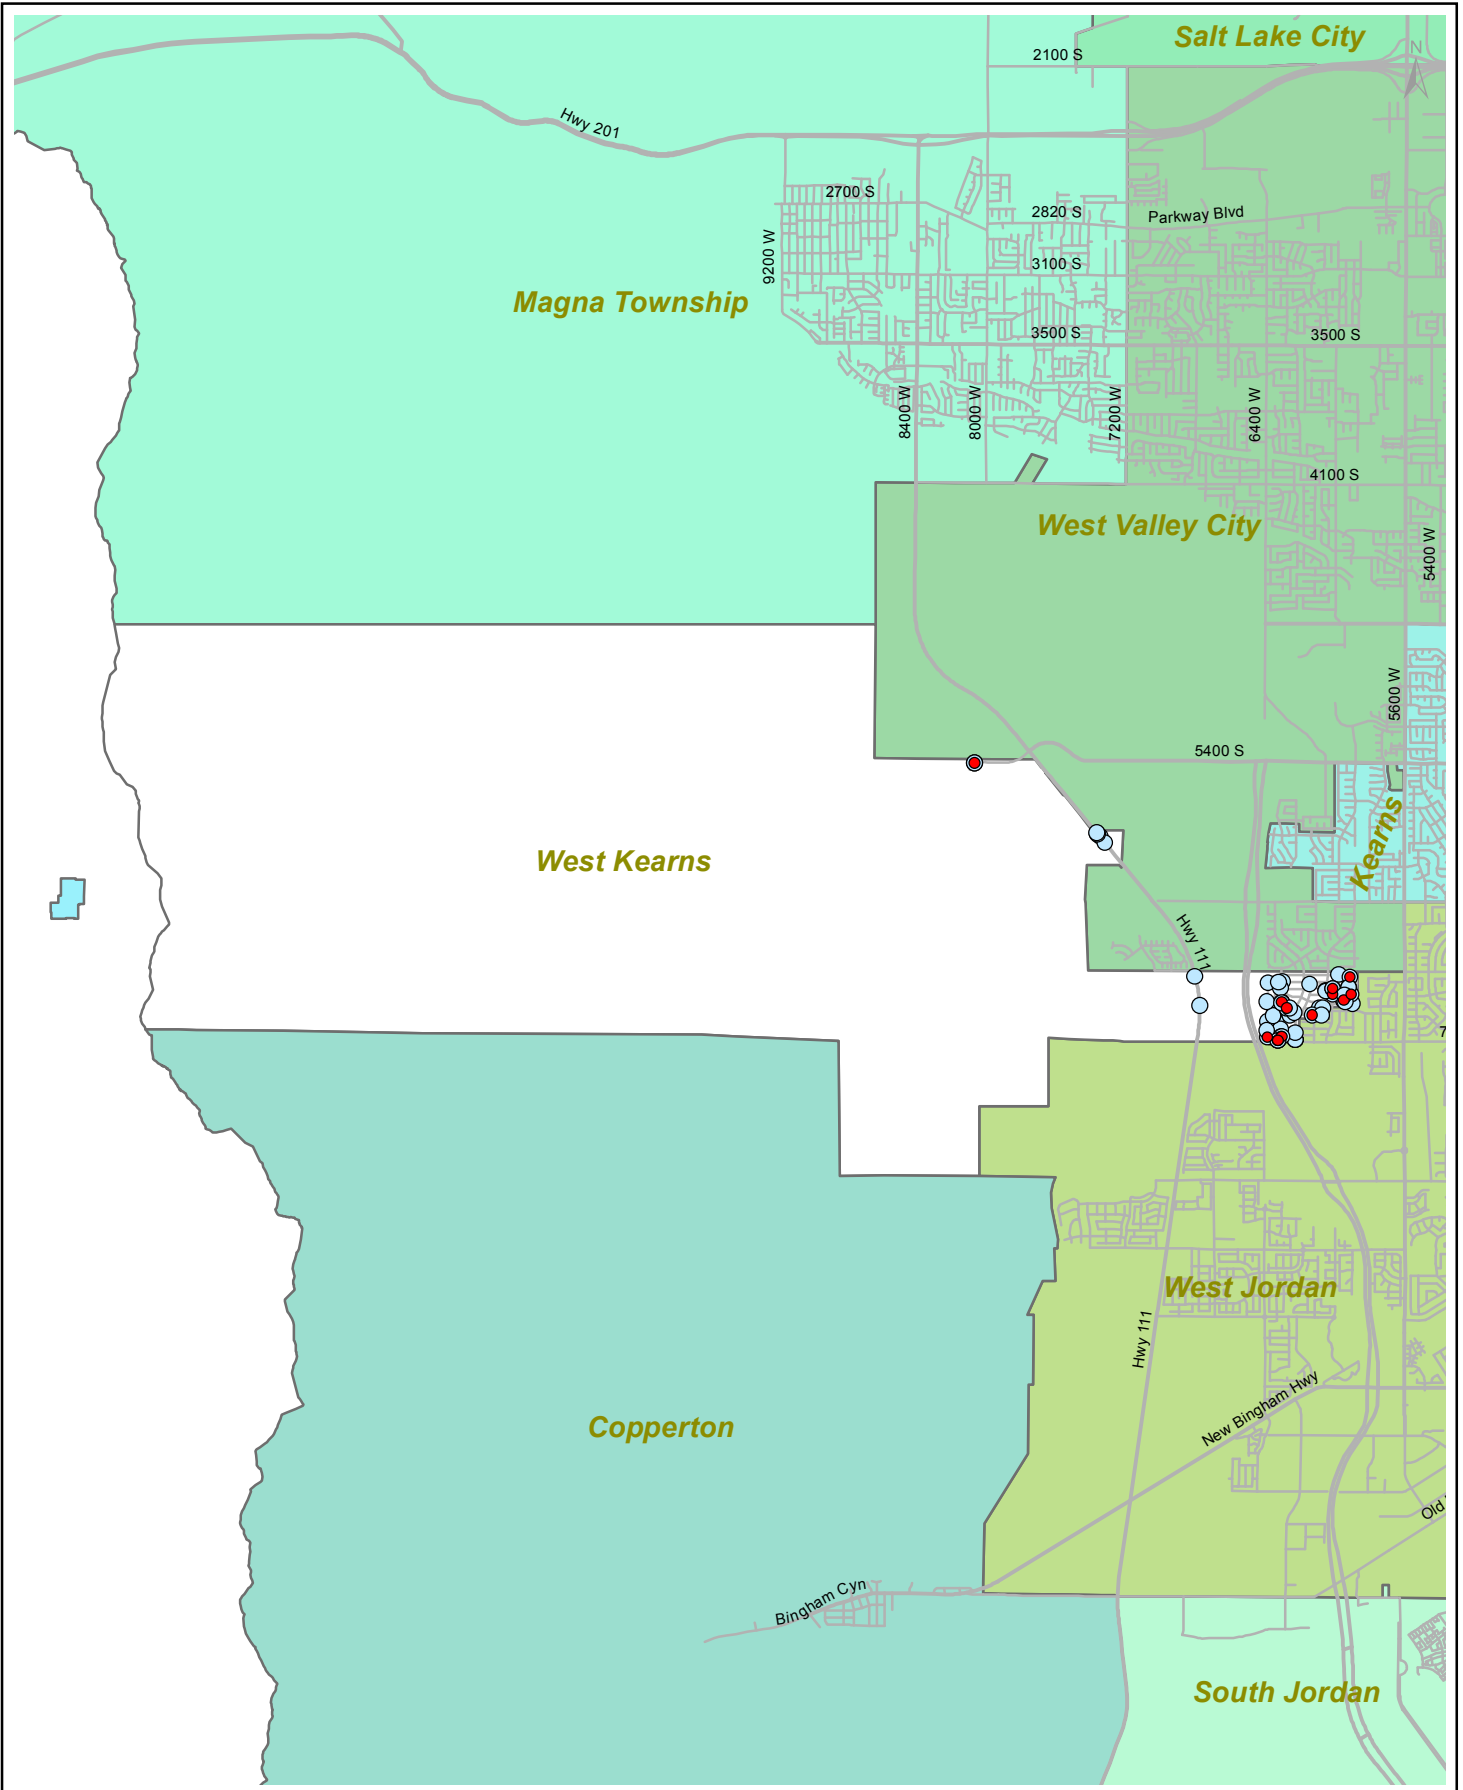 Salt Lake City
N
2100 S
Hwy 201
2700 S
2820 S
Parkway Blvd
9200 W
3100 S
Magna Township
3500 S
3500 S
8400 W
8000 W
7200 W
6400 W
4100 S
West Valley City
5400 W
5600 W
5400 S
Kearns
West Kearns
Hwy 111
7
West Jordan
Hwy 111
New Bingham Hwy
Copperton
Old
Bingham Cyn
South Jordan